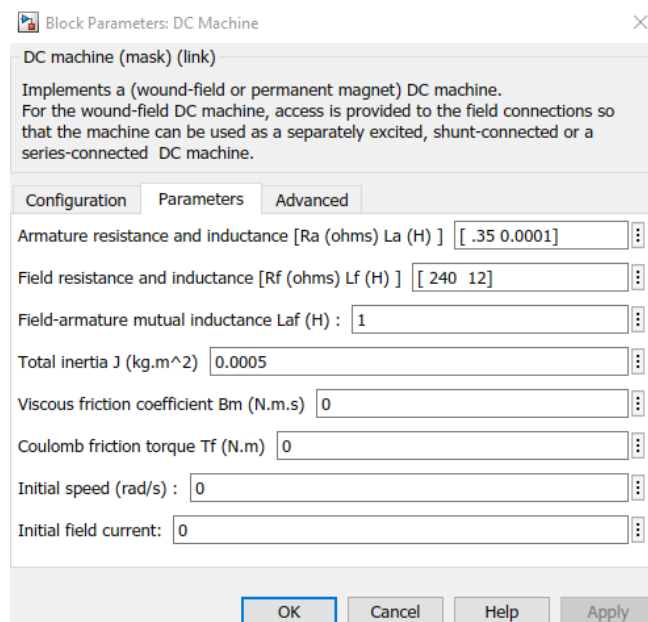 Block Parameters: DC Machine
DC machine (mask) (link)
Implements a (wound-field or permanent magnet) DC machine.
For the wound-field DC machine, access is provided to the field connections so
that the machine can be used as a separately excited, shunt-connected or a
series-connected  DC machine.
Configuration Parameters Advanced
Armature resistance and inductance [Ra (ohms) La (H) ] [ .35 0.0001]
Field resistance and inductance [Rf (ohms) Lf (H) ] [ 240  12]
Field-armature mutual inductance Laf (H) : 1
Total inertia J (kg.m^2) 0.0005
Viscous friction coefficient Bm (N.m.s) 0
Coulomb friction torque Tf (N.m) 0
Initial speed (rad/s) : 0
Initial field current: 0
OK Cancel Help Apply